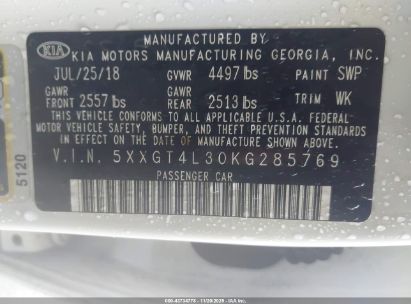 MANUFACTURED BY
KIA KIA MOTORS MANUFACTURING GEORGIA, INC.
JUL/25/18 GVWR 4497 lbs PAINT SWP
GAWR FRONT 2557 lbs GAWR REAR 2513 lbs TRIM WK
THIS VEHICLE CONFORMS TO ALL APPLICABLE U.S.A. FEDERAL
MOTOR VEHICLE SAFETY, BUMPER, AND THEFT PREVENTION STANDARDS
IN EFFECT ON THE DATE OF MANUFACTURE SHOWN ABOVE.
V.I.N. 5XXGT4L30KG285769
PASSENGER CAR
5120